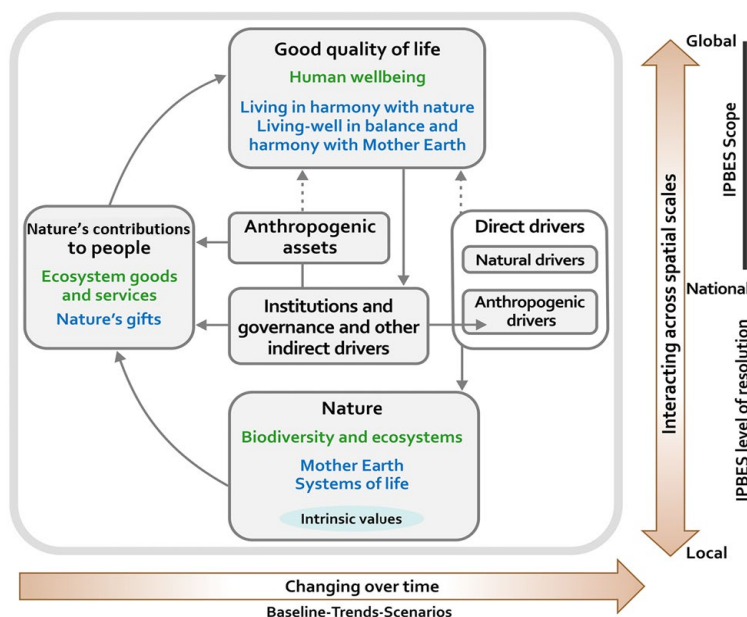 Good quality of life
Human wellbeing
Living in harmony with nature
Living-well in balance and
harmony with Mother Earth
Nature's contributions
to people
Ecosystem goods
and services
Nature's gifts
Anthropogenic
assets
Institutions and
governance and other
indirect drivers
Direct drivers
Natural drivers
Anthropogenic
drivers
Nature
Biodiversity and ecosystems
Mother Earth
Systems of life
Intrinsic values
Changing over time
Baseline-Trends-Scenarios
Interacting across spatial scales
Global
National
Local
IPBES Scope
IPBES level of resolution